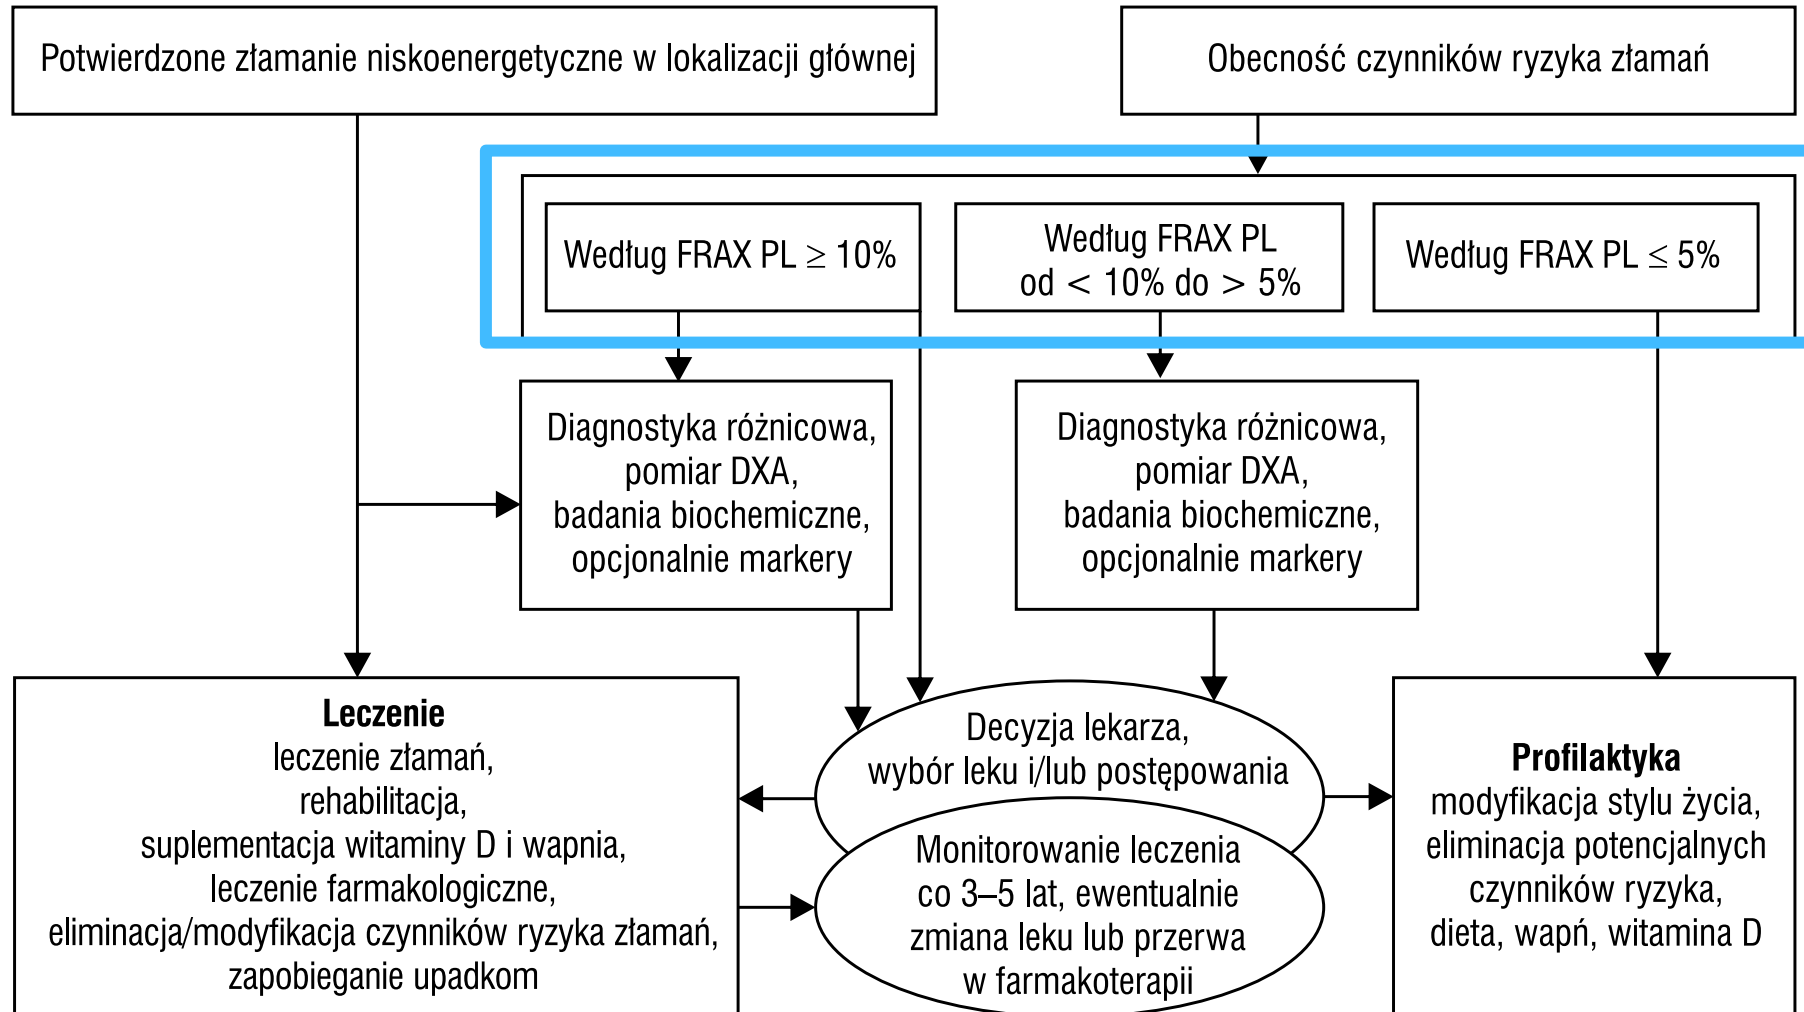 Potwierdzone złamanie niskoenergetyczne w lokalizacji głównej
Obecność czynników ryzyka złamań
Według FRAX PL ≥ 10%
Według FRAX PL
od < 10% do > 5%
Według FRAX PL ≤ 5%
Diagnostyka różnicowa,
pomiar DXA,
badania biochemiczne,
opcjonalnie markery
Diagnostyka różnicowa,
pomiar DXA,
badania biochemiczne,
opcjonalnie markery
Leczenie
leczenie złamań,
rehabilitacja,
suplementacja witaminy D i wapnia,
leczenie farmakologiczne,
eliminacja/modyfikacja czynników ryzyka złamań,
zapobieganie upadkom
Decyzja lekarza,
wybór leku i/lub postępowania
Monitorowanie leczenia
co 3–5 lat, ewentualnie
zmiana leku lub przerwa
w farmakoterapii
Profilaktyka
modyfikacja stylu życia,
eliminacja potencjalnych
czynników ryzyka,
dieta, wapń, witamina D